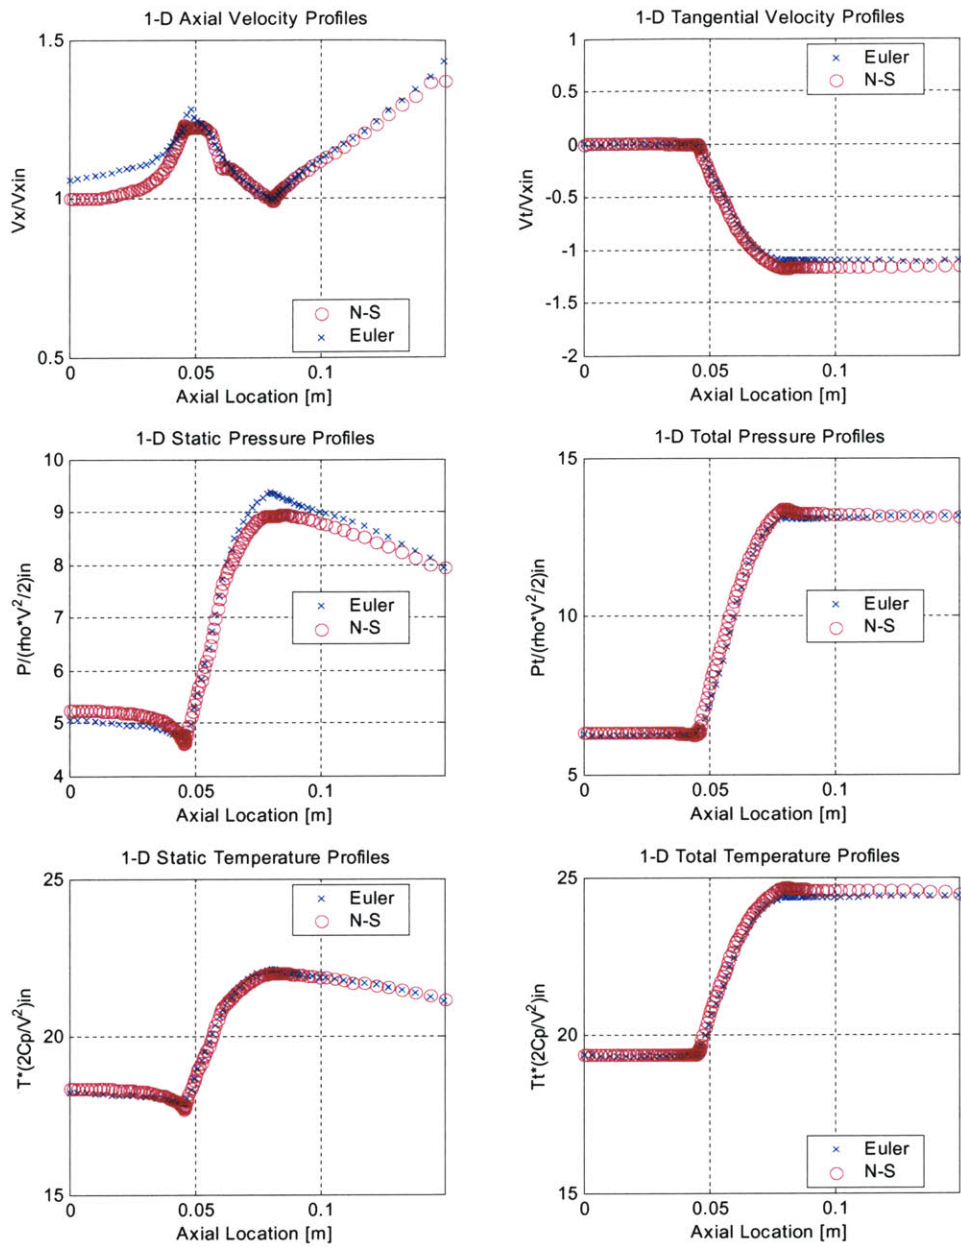 1-D Axial Velocity Profiles
1.5
1
0.5
Vx/Vxin
N-S
Euler
0
0.05
0.1
Axial Location [m]
1-D Tangential Velocity Profiles
1
0.5
0
-0.5
-1
-1.5
-2
Vt/Vxin
Euler
N-S
0
0.05
0.1
Axial Location [m]
1-D Static Pressure Profiles
10
9
8
7
6
5
4
P/(rho*V^2/2)in
Euler
N-S
0
0.05
0.1
Axial Location [m]
1-D Total Pressure Profiles
15
10
5
Pt/(rho*V^2/2)in
Euler
N-S
0
0.05
0.1
Axial Location [m]
1-D Static Temperature Profiles
25
20
15
T*(2Cp/V^2)in
Euler
N-S
0
0.05
0.1
Axial Location [m]
1-D Total Temperature Profiles
25
20
15
Tt*(2Cp/V^2)in
Euler
N-S
0
0.05
0.1
Axial Location [m]